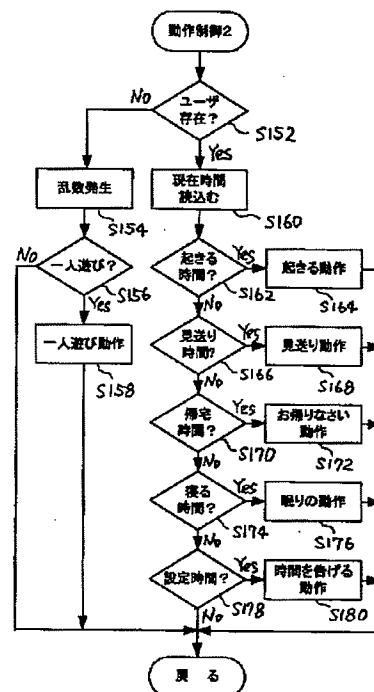 動作制御2
No
ユーザ
存在?
S152
Yes
乱数発生
S154
現在時間
読込む
S160
No
一人遊び?
S156
Yes
一人遊び動作
S158
起きる
時間?
S162
Yes
起きる動作
S164
No
見送り
時間?
S166
Yes
見送り動作
S168
No
帰宅
時間?
S170
Yes
お帰りなさい
動作
S172
No
寝る
時間?
S174
Yes
眠りの動作
S176
No
設定時間?
S178
Yes
時間を告げる
動作
S180
No
戻る